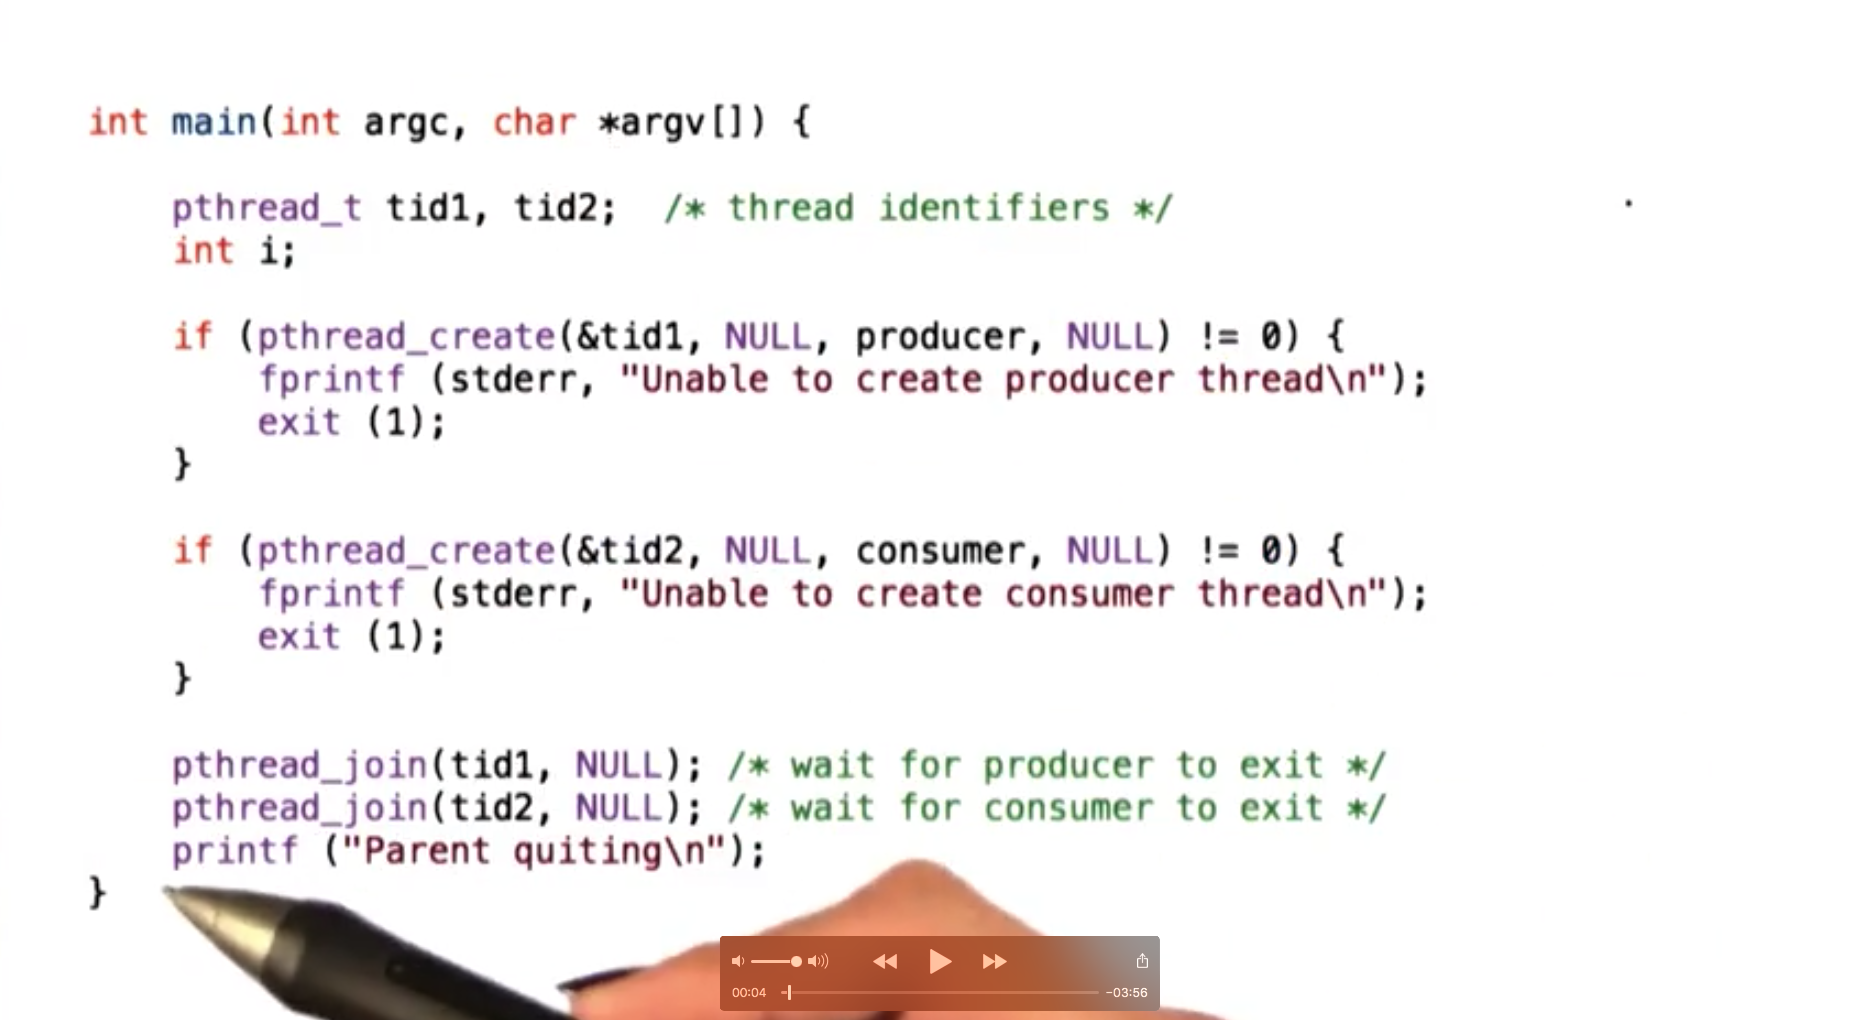 int main(int argc, char *argv[]) {
pthread_t tid1, tid2; /* thread identifiers */
int i;
if (pthread_create(&tid1, NULL, producer, NULL) != 0) {
fprintf (stderr, "Unable to create producer thread\n");
exit (1);
}
if (pthread_create(&tid2, NULL, consumer, NULL) != 0) {
fprintf (stderr, "Unable to create consumer thread\n");
exit (1);
}
pthread_join(tid1, NULL); /* wait for producer to exit */
pthread_join(tid2, NULL); /* wait for consumer to exit */
printf ("Parent quiting\n");
}
00:04 -03:56